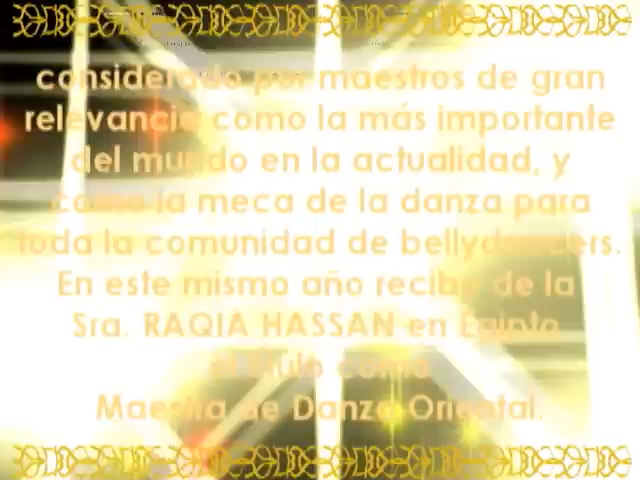 considerado por maestros de gran
relevancia como la más importante
del mundo en la actualidad, y
como la meca de la danza para
toda la comunidad de bellydancers.
En este mismo año recibe de la
Sra. RAQIA HASSAN en Egipto
el título como
Maestra de Danza Oriental.